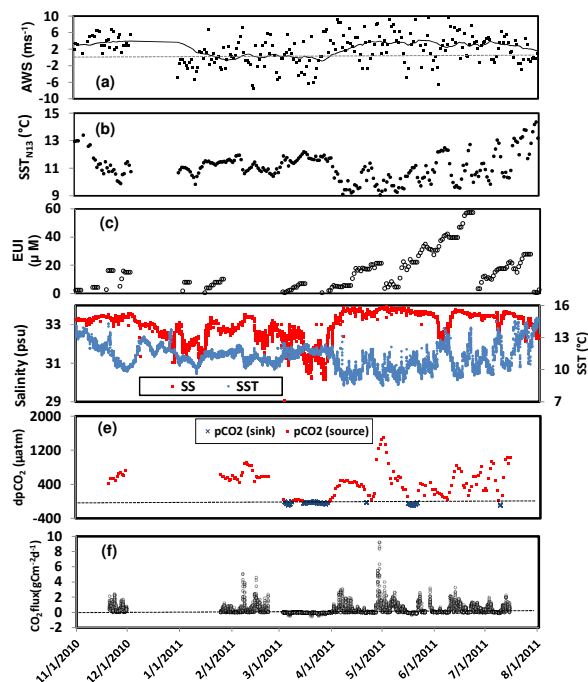 AWS (ms⁻¹)
10
6
2
-2
-6
-10
(a)
SST_N13 (°C)
15
13
11
9
(b)
EUI (µ M)
60
40
20
0
(c)
Salinity (psu)
33
31
29
SS
SST
16
13
10
7
SST (°C)
dpCO₂ (µatm)
2000
1200
400
-400
(e)
pCO2 (sink)
pCO2 (source)
CO₂flux(gCm⁻²d⁻¹)
10
8
6
4
2
0
-2
(f)
11/1/2010
12/1/2010
1/1/2011
2/1/2011
3/1/2011
4/1/2011
5/1/2011
6/1/2011
7/1/2011
8/1/2011